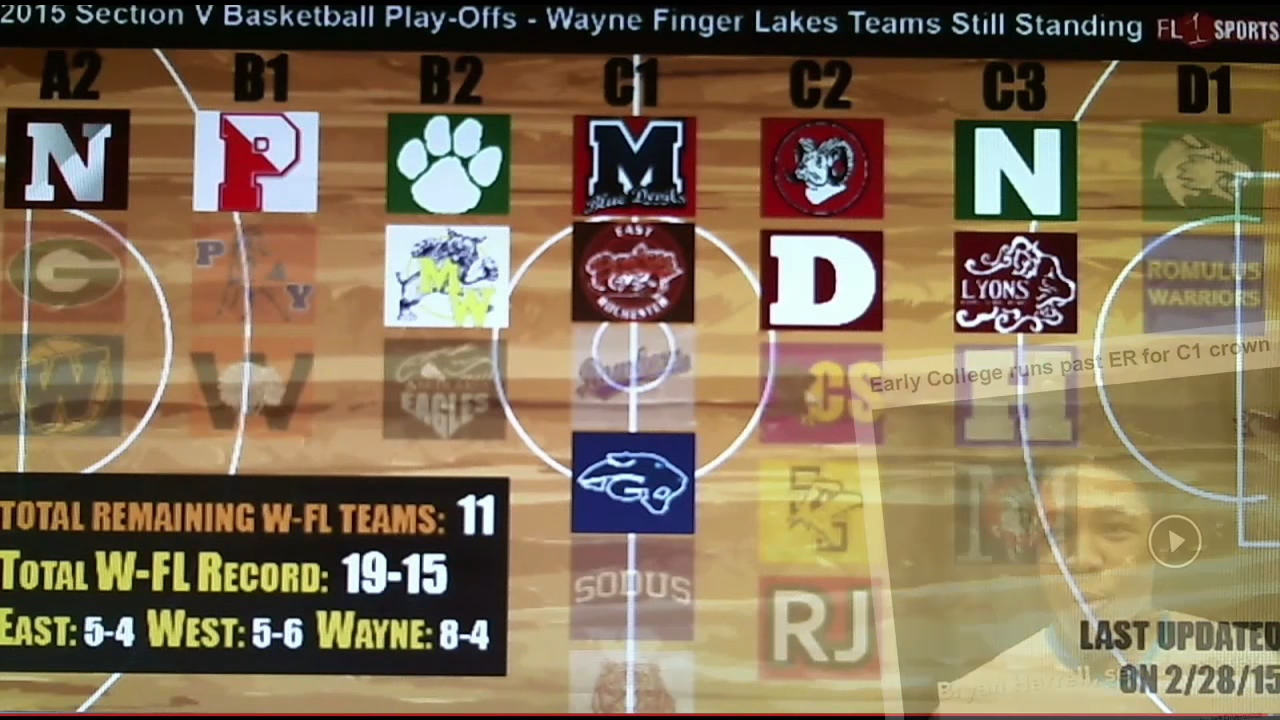 2015 Section V Basketball Play-Offs - Wayne Finger Lakes Teams Still Standing FL1 SPORTS
A2 B1 B2 C1 C2 C3 D1
N P M N
Blue Devils
G P A Y M W EAST ROCHESTER D LYONS ROMULUS WARRIORS
W W EAGLES CS H
Early College runs past ER for C1 crown
G
TOTAL REMAINING W-FL TEAMS: 11
TOTAL W-FL RECORD: 19-15
EAST: 5-4 WEST: 5-6 WAYNE: 8-4
SODUS RJ
LAST UPDATED
ON 2/28/15